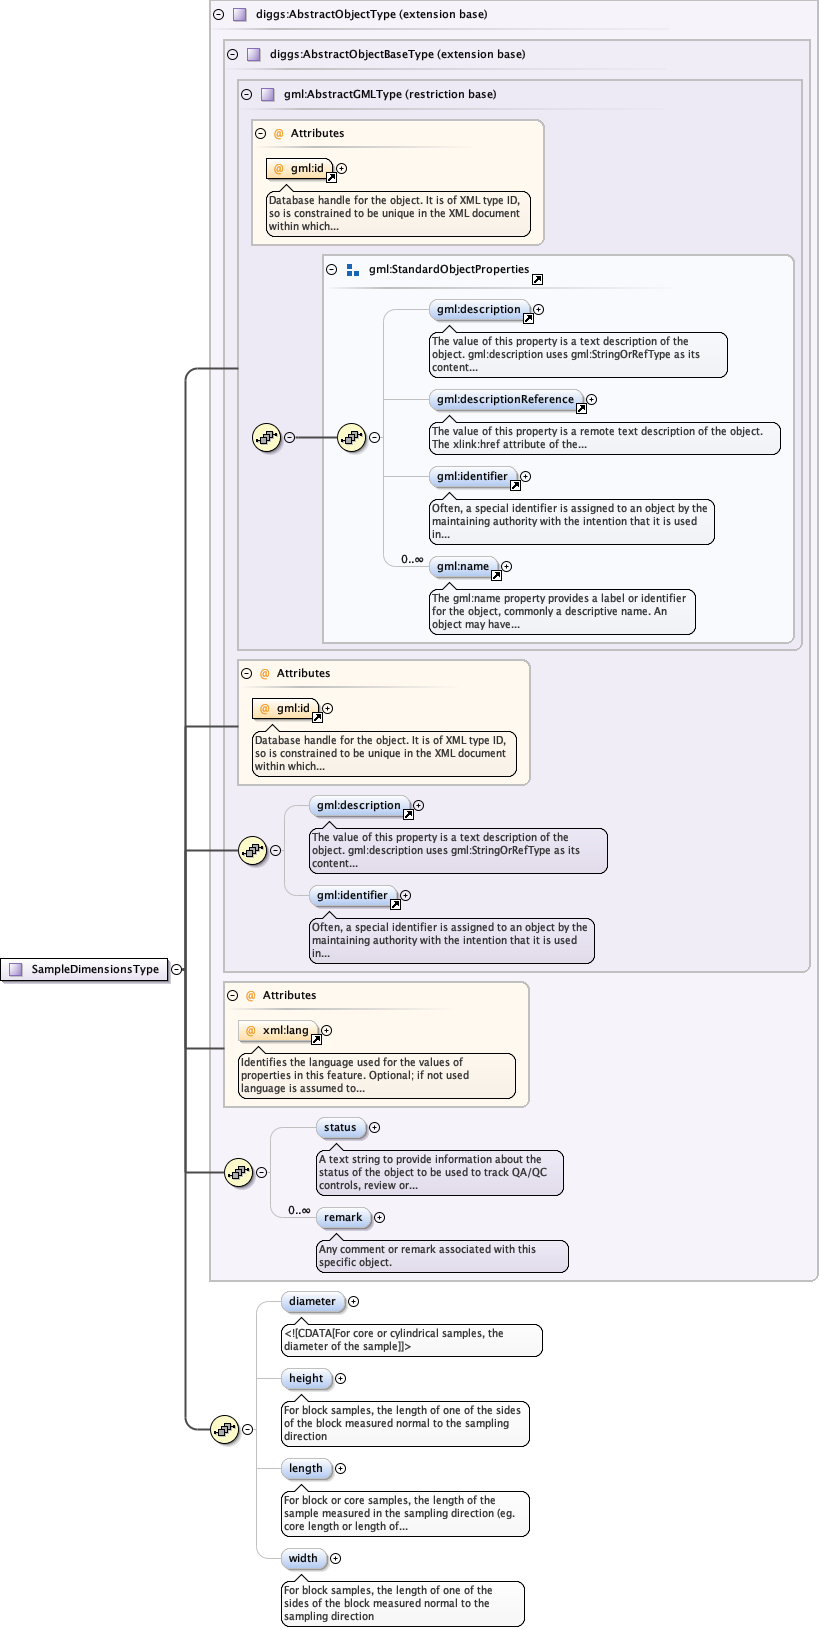 diggs:AbstractObjectType (extension base)
diggs:AbstractObjectBaseType (extension base)
gml:AbstractGMLType (restriction base)
@ Attributes
@ gml:id
Database handle for the object. It is of XML type ID,
so is constrained to be unique in the XML document
within which...
gml:StandardObjectProperties
gml:description
The value of this property is a text description of the
object. gml:description uses gml:StringOrRefType as its
content...
gml:descriptionReference
The value of this property is a remote text description of the object.
The xlink:href attribute of the...
gml:identifier
Often, a special identifier is assigned to an object by the
maintaining authority with the intention that it is used
in...
0..∞
gml:name
The gml:name property provides a label or identifier
for the object, commonly a descriptive name. An
object may have...
@ Attributes
@ gml:id
Database handle for the object. It is of XML type ID,
so is constrained to be unique in the XML document
within which...
gml:description
The value of this property is a text description of the
object. gml:description uses gml:StringOrRefType as its
content...
gml:identifier
Often, a special identifier is assigned to an object by the
maintaining authority with the intention that it is used
in...
SampleDimensionsType
@ Attributes
@ xml:lang
Identifies the language used for the values of
properties in this feature. Optional; if not used
language is assumed to...
status
A text string to provide information about the
status of the object to be used to track QA/QC
controls, review or...
0..∞
remark
Any comment or remark associated with this
specific object.
diameter
<![CDATA[For core or cylindrical samples, the
diameter of the sample]]>
height
For block samples, the length of one of the sides
of the block measured normal to the sampling
direction
length
For block or core samples, the length of the
sample measured in the sampling direction (eg.
core length or length of...
width
For block samples, the length of one of the
sides of the block measured normal to the
sampling direction